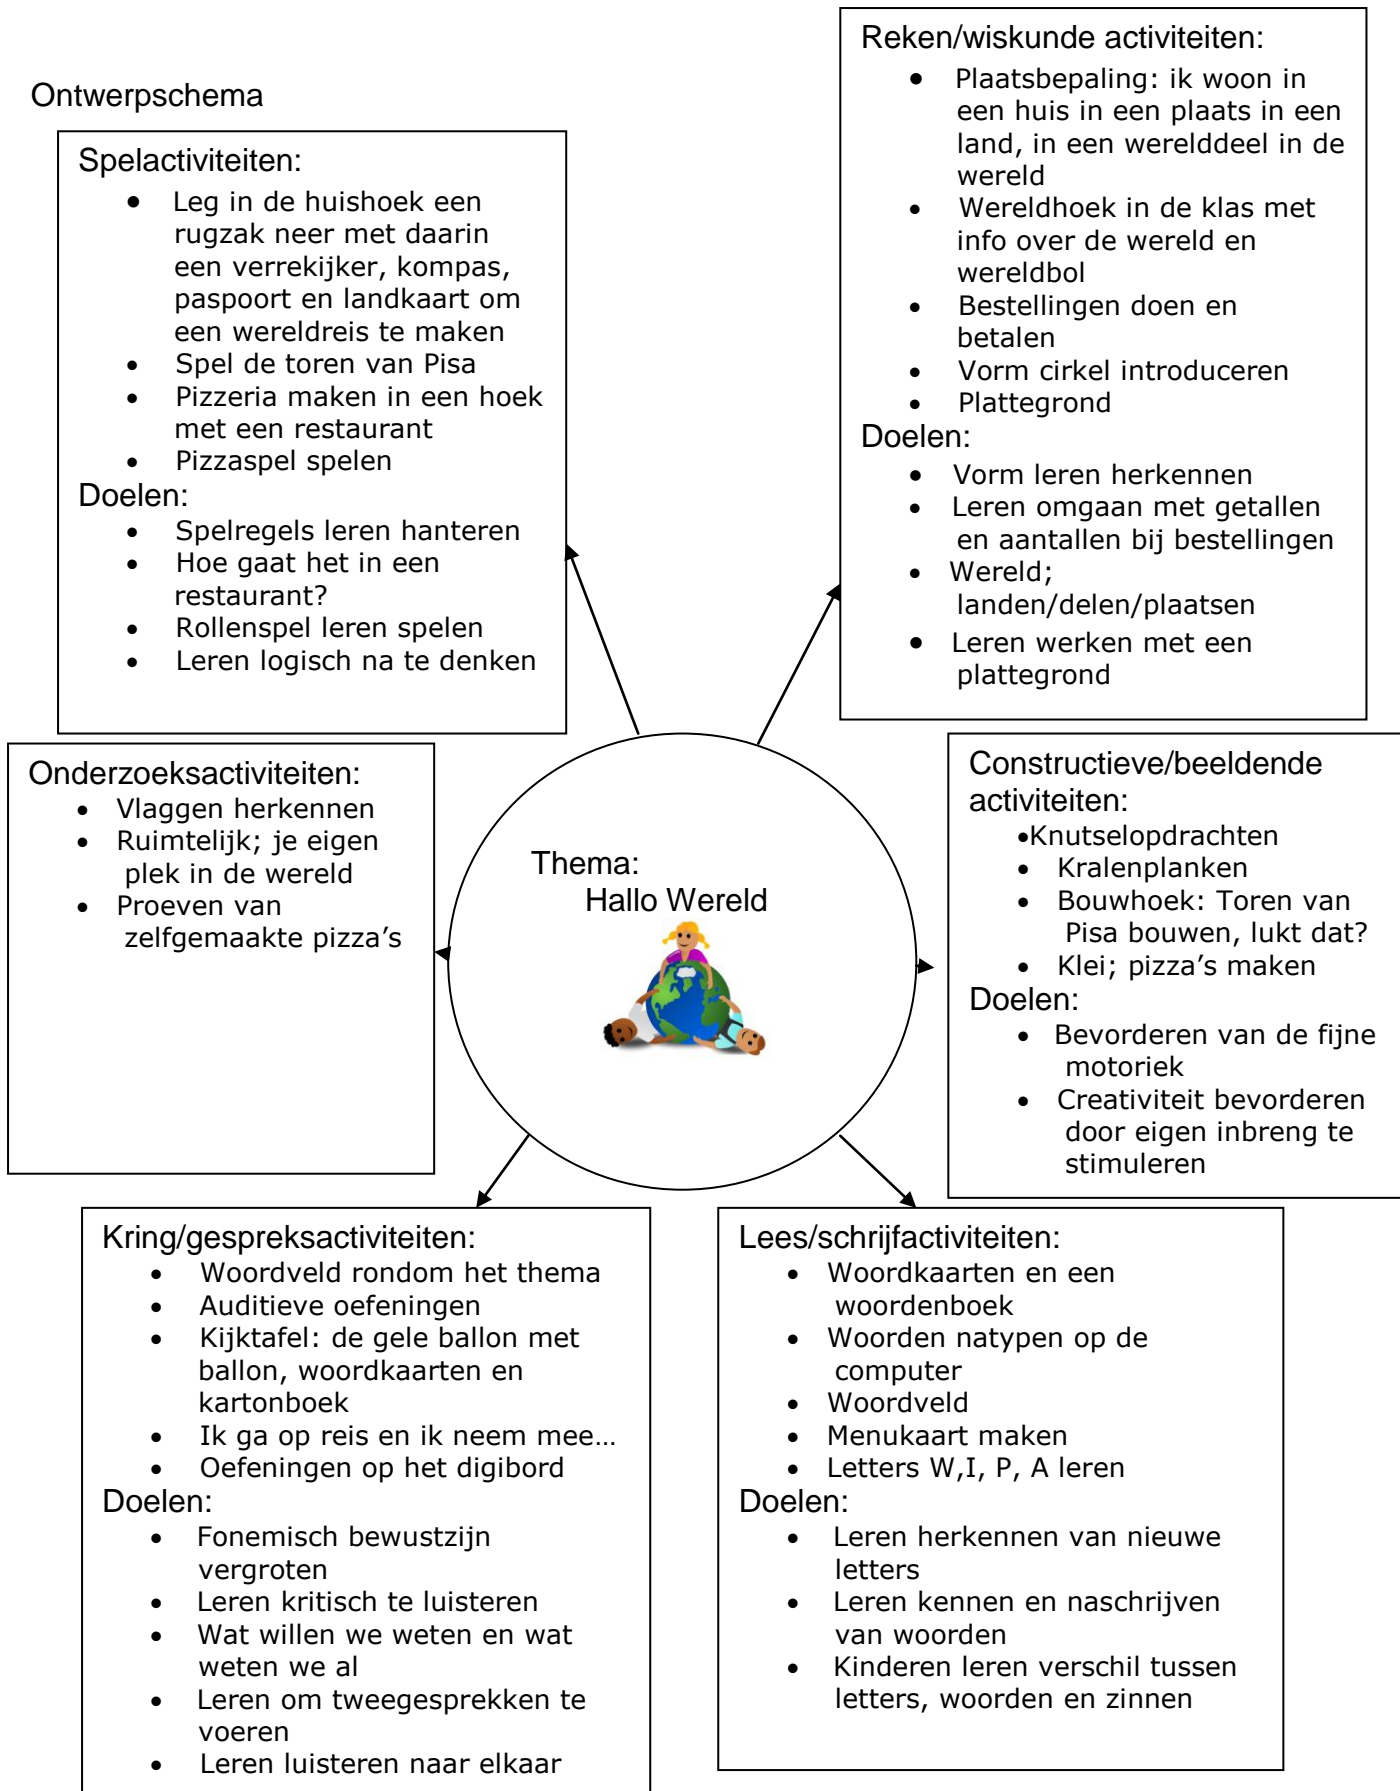 Ontwerpschema
Spelactiviteiten:
• Leg in de huishoek een
rugzak neer met daarin
een verrekijker, kompas,
paspoort en landkaart om
een wereldreis te maken
• Spel de toren van Pisa
• Pizzeria maken in een hoek
met een restaurant
• Pizzaspel spelen
Doelen:
• Spelregels leren hanteren
• Hoe gaat het in een
restaurant?
• Rollenspel leren spelen
• Leren logisch na te denken
Reken/wiskunde activiteiten:
• Plaatsbepaling: ik woon in
een huis in een plaats in een
land, in een werelddeel in de
wereld
• Wereldhoek in de klas met
info over de wereld en
wereldbol
• Bestellingen doen en
betalen
• Vorm cirkel introduceren
• Plattegrond
Doelen:
• Vorm leren herkennen
• Leren omgaan met getallen
en aantallen bij bestellingen
• Wereld;
landen/delen/plaatsen
• Leren werken met een
plattegrond
Onderzoeksactiviteiten:
• Vlaggen herkennen
• Ruimtelijk; je eigen
plek in de wereld
• Proeven van
zelfgemaakte pizza's
Thema:
Hallo Wereld
Constructieve/beeldende
activiteiten:
•Knutselopdrachten
• Kralenplanken
• Bouwhoek: Toren van
Pisa bouwen, lukt dat?
• Klei; pizza's maken
Doelen:
• Bevorderen van de fijne
motoriek
• Creativiteit bevorderen
door eigen inbreng te
stimuleren
Kring/gespreksactiviteiten:
• Woordveld rondom het thema
• Auditieve oefeningen
• Kijktafel: de gele ballon met
ballon, woordkaarten en
kartonboek
• Ik ga op reis en ik neem mee…
• Oefeningen op het digibord
Doelen:
• Fonemisch bewustzijn
vergroten
• Leren kritisch te luisteren
• Wat willen we weten en wat
weten we al
• Leren om tweegesprekken te
voeren
• Leren luisteren naar elkaar
Lees/schrijfactiviteiten:
• Woordkaarten en een
woordenboek
• Woorden natypen op de
computer
• Woordveld
• Menukaart maken
• Letters W,I, P, A leren
Doelen:
• Leren herkennen van nieuwe
letters
• Leren kennen en naschrijven
van woorden
• Kinderen leren verschil tussen
letters, woorden en zinnen